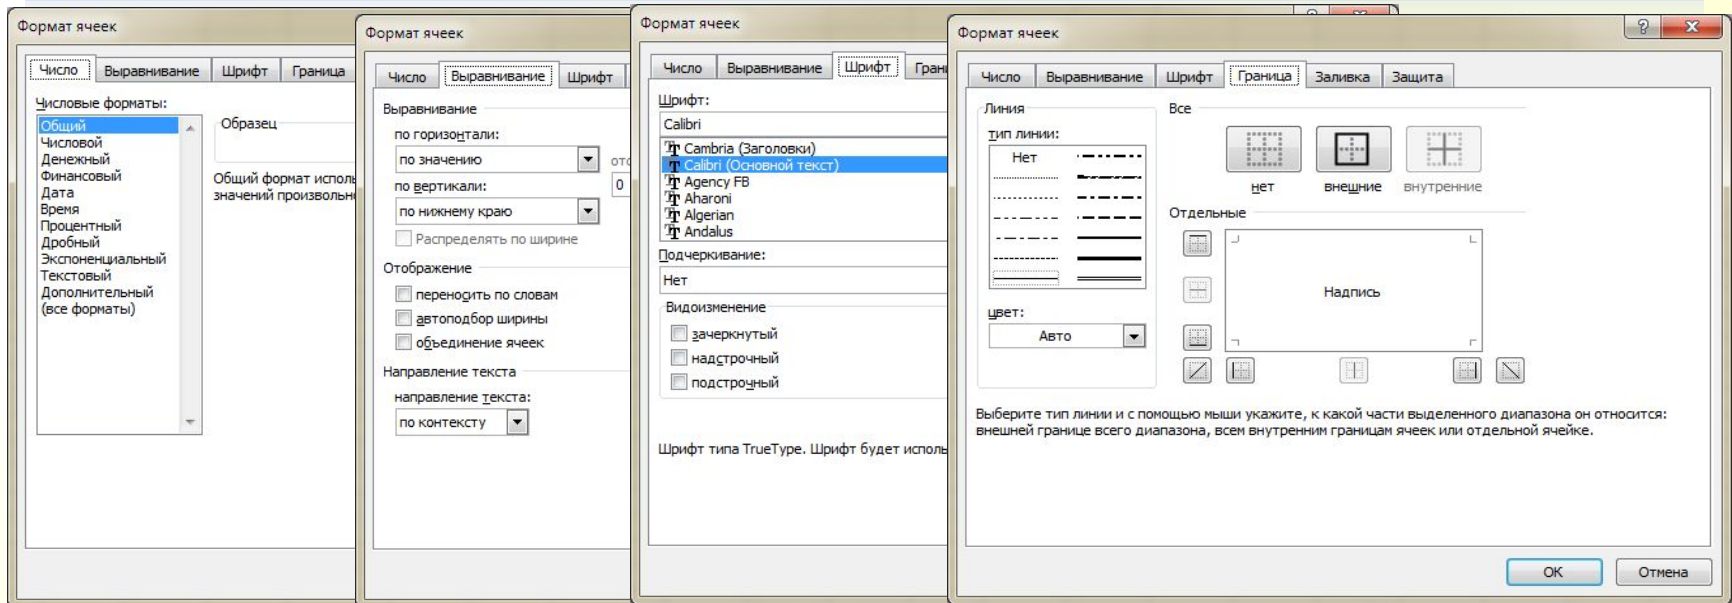 Формат ячеек
Число Выравнивание Шрифт Граница
Числовые форматы:
Общий
Числовой
Денежный
Финансовый
Дата
Время
Процентный
Дробный
Экспоненциальный
Текстовый
Дополнительный
(все форматы)
Образец
Общий формат исполь
значений произвольн
Формат ячеек
Число Выравнивание Шрифт
Выравнивание
по горизонтали:
по значению
отс
по вертикали:
0
по нижнему краю
Распределять по ширине
Отображение
переносить по словам
автоподбор ширины
объединение ячеек
Направление текста
направление текста:
по контексту
Формат ячеек
Число Выравнивание Шрифт Грани
Шрифт:
Calibri
Cambria (Заголовки)
Calibri (Основной текст)
Agency FB
Aharoni
Algerian
Andalus
Подчеркивание:
Нет
Видоизменение
зачеркнутый
надстрочный
подстрочный
Шрифт типа TrueType. Шрифт будет исполь
Формат ячеек
Число Выравнивание Шрифт Граница Заливка Защита
Линия
тип линии:
Нет
цвет:
Авто
Все
нет внешние внутренние
Отдельные
Надпись
Выберите тип линии и с помощью мыши укажите, к какой части выделенного диапазона он относится:
внешней границе всего диапазона, всем внутренним границам ячеек или отдельной ячейке.
ОК Отмена